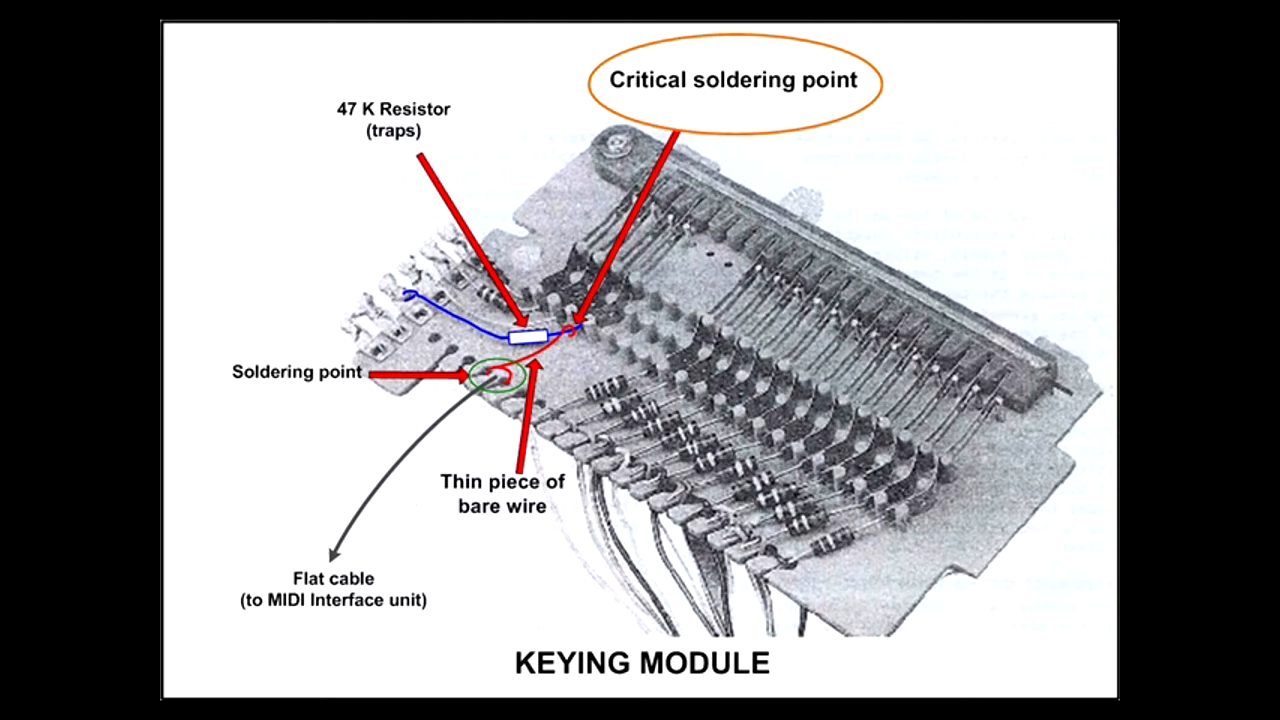 Critical soldering point
47 K Resistor
(traps)
Soldering point
Thin piece of
bare wire
Flat cable
(to MIDI Interface unit)
KEYING MODULE